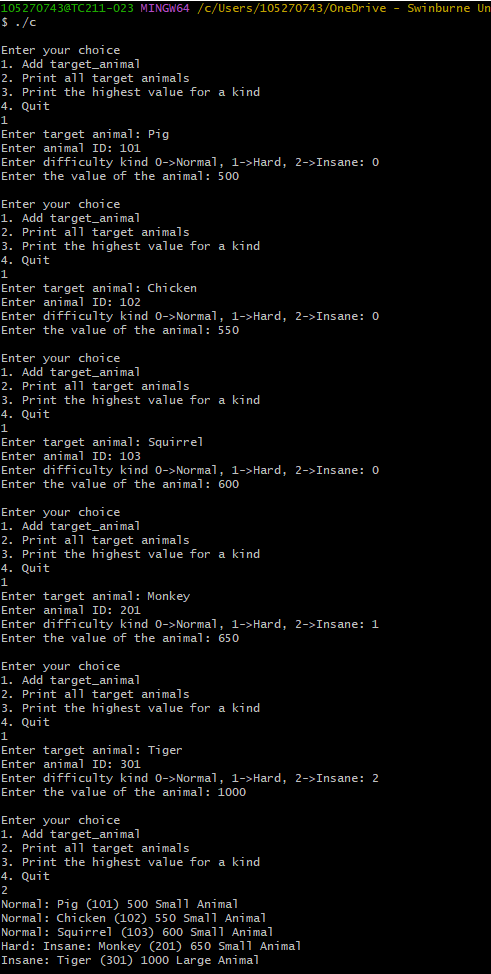 105270743@TC211-023 MINGW64 /c/Users/105270743/OneDrive - Swinburne Un
$ ./c
Enter your choice
1. Add target_animal
2. Print all target animals
3. Print the highest value for a kind
4. Quit
1
Enter target animal: Pig
Enter animal ID: 101
Enter difficulty kind 0->Normal, 1->Hard, 2->Insane: 0
Enter the value of the animal: 500
Enter your choice
1. Add target_animal
2. Print all target animals
3. Print the highest value for a kind
4. Quit
1
Enter target animal: Chicken
Enter animal ID: 102
Enter difficulty kind 0->Normal, 1->Hard, 2->Insane: 0
Enter the value of the animal: 550
Enter your choice
1. Add target_animal
2. Print all target animals
3. Print the highest value for a kind
4. Quit
1
Enter target animal: Squirrel
Enter animal ID: 103
Enter difficulty kind 0->Normal, 1->Hard, 2->Insane: 0
Enter the value of the animal: 600
Enter your choice
1. Add target_animal
2. Print all target animals
3. Print the highest value for a kind
4. Quit
1
Enter target animal: Monkey
Enter animal ID: 201
Enter difficulty kind 0->Normal, 1->Hard, 2->Insane: 1
Enter the value of the animal: 650
Enter your choice
1. Add target_animal
2. Print all target animals
3. Print the highest value for a kind
4. Quit
1
Enter target animal: Tiger
Enter animal ID: 301
Enter difficulty kind 0->Normal, 1->Hard, 2->Insane: 2
Enter the value of the animal: 1000
Enter your choice
1. Add target_animal
2. Print all target animals
3. Print the highest value for a kind
4. Quit
2
Normal: Pig (101) 500 Small Animal
Normal: Chicken (102) 550 Small Animal
Normal: Squirrel (103) 600 Small Animal
Hard: Insane: Monkey (201) 650 Small Animal
Insane: Tiger (301) 1000 Large Animal